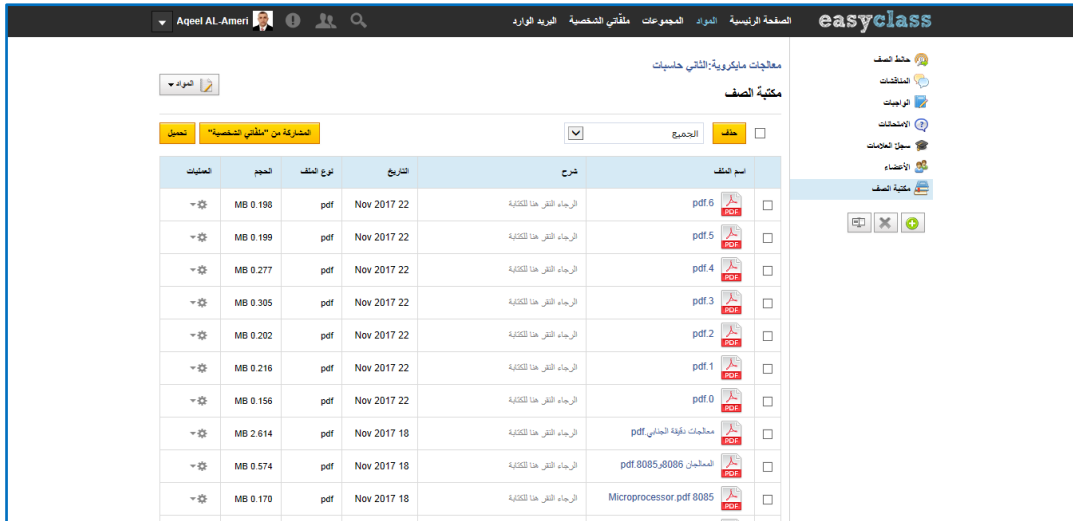 easyclass الصفحة الرئيسية المواد المجموعات ملفّاتي الشخصية البريد الوارد Aqeel AL-Ameri
حائط الصف
المناقشات
الواجبات
الامتحانات
سجلّ العلامات
الأعضاء
مكتبة الصف
معالجات مايكروية:الثاني حاسبات
المواد
مكتبة الصف
حذف الجميع المشاركة من "ملفّاتي الشخصية" تحميل
اسم الملف شرح التاريخ نوع الملف الحجم العمليات
pdf.6 الرجاء النقر هنا للكتابة Nov 2017 22 pdf MB 0.198
pdf.5 الرجاء النقر هنا للكتابة Nov 2017 22 pdf MB 0.199
pdf.4 الرجاء النقر هنا للكتابة Nov 2017 22 pdf MB 0.277
pdf.3 الرجاء النقر هنا للكتابة Nov 2017 22 pdf MB 0.305
pdf.2 الرجاء النقر هنا للكتابة Nov 2017 22 pdf MB 0.202
pdf.1 الرجاء النقر هنا للكتابة Nov 2017 22 pdf MB 0.216
pdf.0 الرجاء النقر هنا للكتابة Nov 2017 22 pdf MB 0.156
معالجات دقيقة الجنابي.pdf الرجاء النقر هنا للكتابة Nov 2017 18 pdf MB 2.614
المعالجان 8086و8085.pdf الرجاء النقر هنا للكتابة Nov 2017 18 pdf MB 0.574
Microprocessor.pdf 8085 الرجاء النقر هنا للكتابة Nov 2017 18 pdf MB 0.170